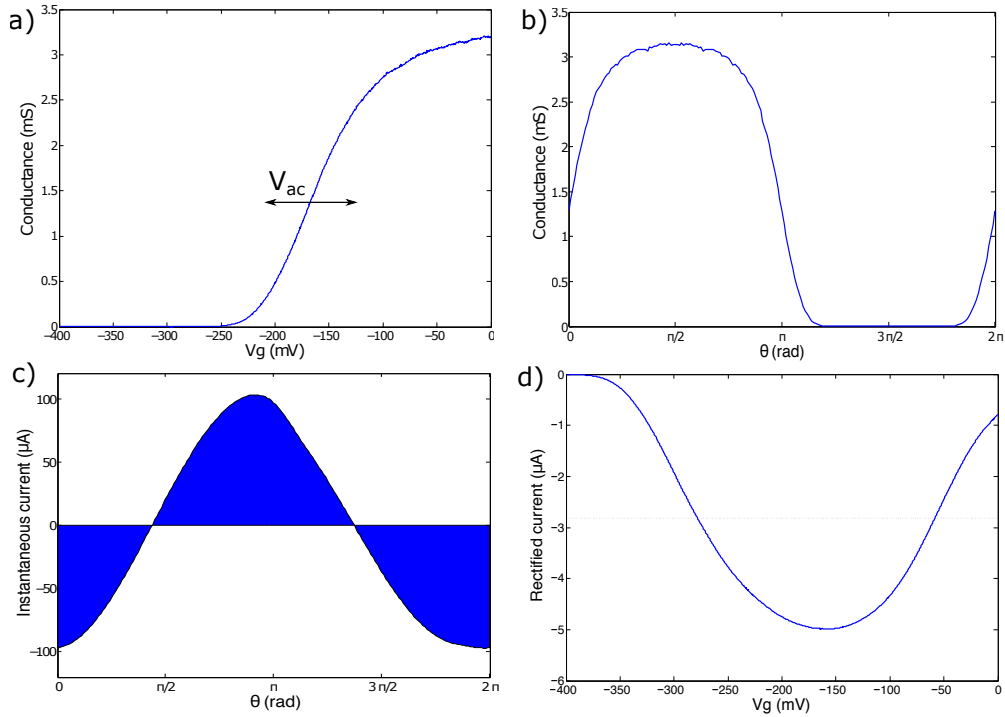 a)
3.5
3
2.5
2
1.5
1
0.5
0
Conductance (mS)
Vac
−400 −350 −300 −250 −200 −150 −100 −50 0
Vg (mV)
b)
3.5
3
2.5
2
1.5
1
0.5
0
Conductance (mS)
0 π/2 π 3π/2 2π
θ (rad)
c)
100
50
0
−50
−100
Instantaneous current (µA)
0 π/2 π 3π/2 2π
θ (rad)
d)
0
−1
−2
−3
−4
−5
−6
Rectified current (µA)
−400 −350 −300 −250 −200 −150 −100 −50 0
Vg (mV)